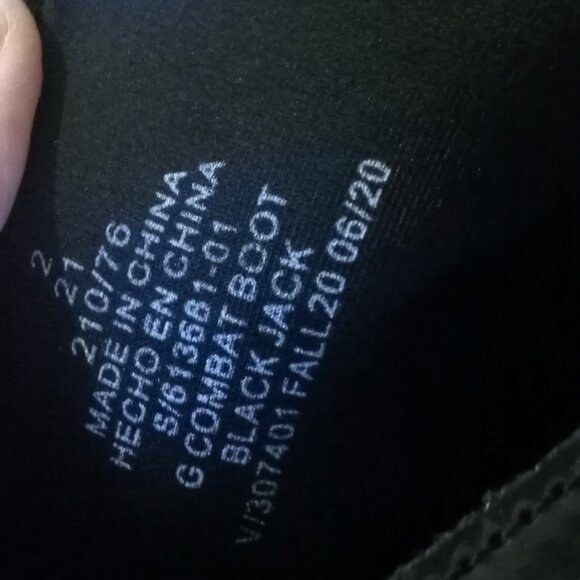 2
21
210/76
MADE IN CHINA
HECHO EN CHINA
S/613681-01
G COMBAT BOOT
BLACK JACK
V/307401 FALL20 06/20